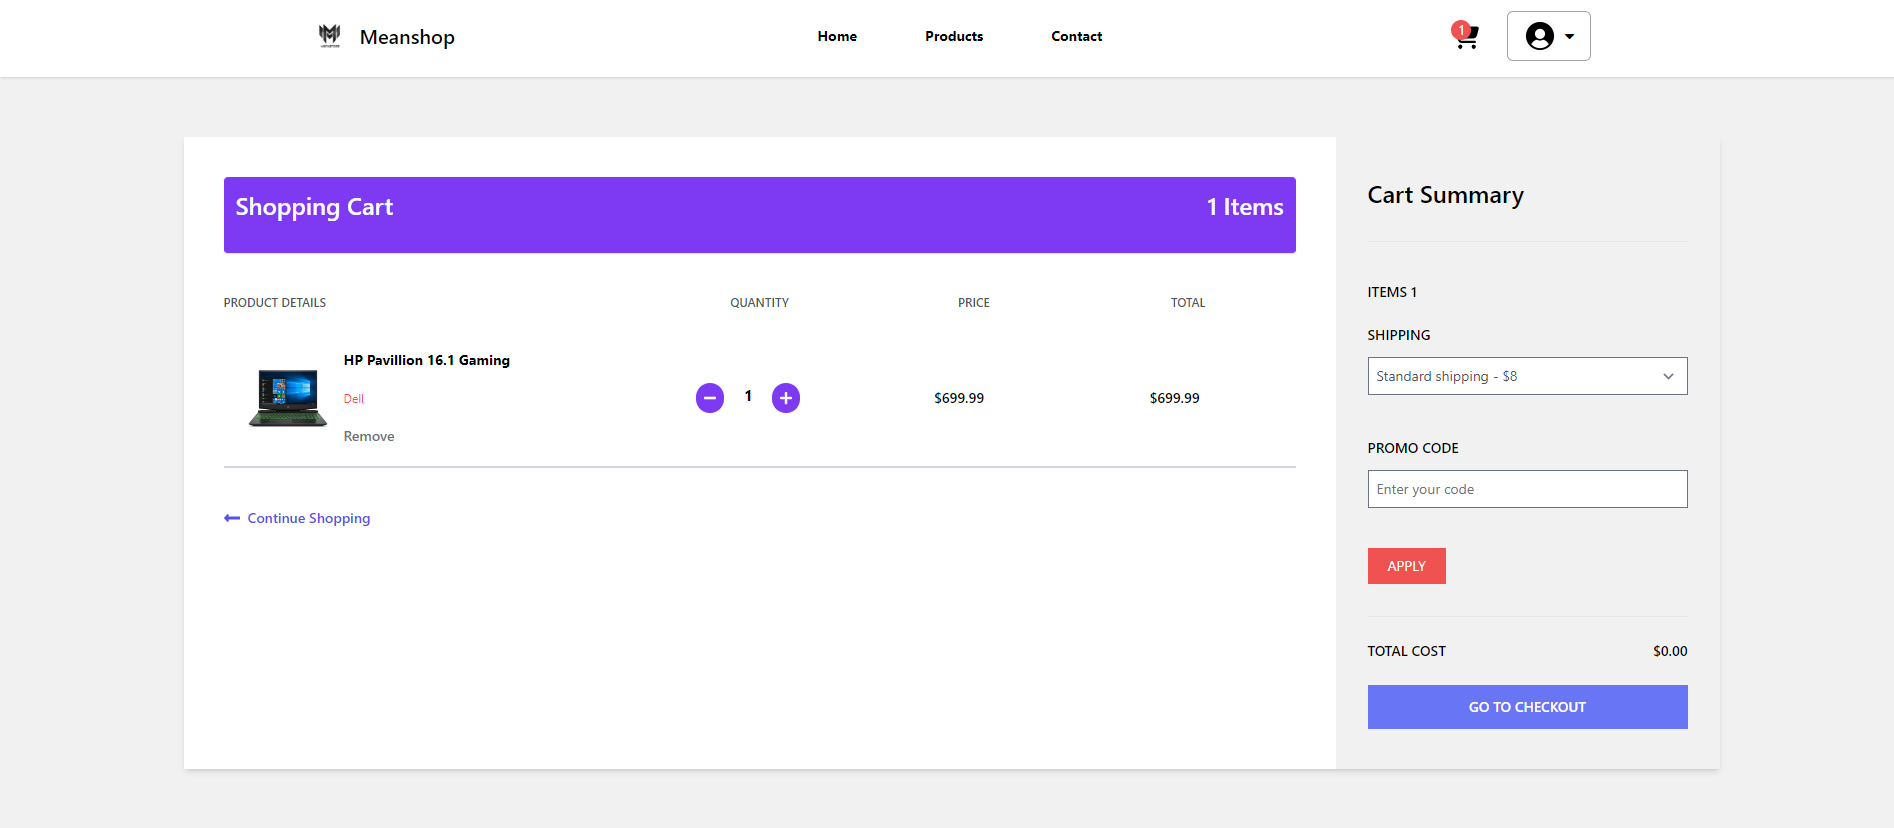 Meanshop
Home
Products
Contact
1
Shopping Cart
1 Items
PRODUCT DETAILS
QUANTITY
PRICE
TOTAL
HP Pavillion 16.1 Gaming
Dell
Remove
1
$699.99
$699.99
Continue Shopping
Cart Summary
ITEMS 1
SHIPPING
Standard shipping - $8
PROMO CODE
Enter your code
APPLY
TOTAL COST
$0.00
GO TO CHECKOUT